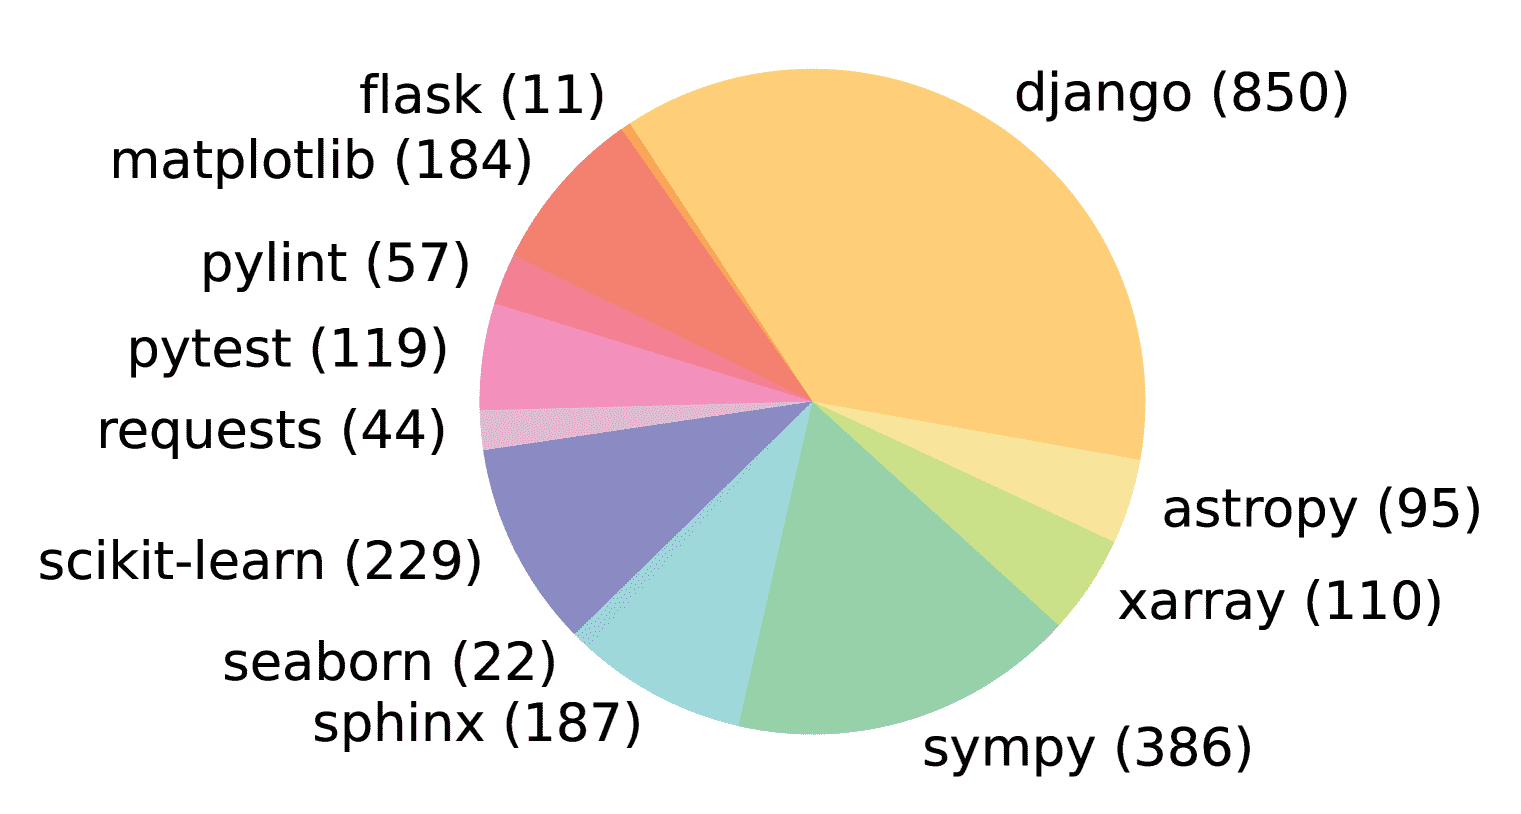 flask (11)
django (850)
matplotlib (184)
pylint (57)
pytest (119)
requests (44)
astropy (95)
scikit-learn (229)
xarray (110)
seaborn (22)
sphinx (187)
sympy (386)